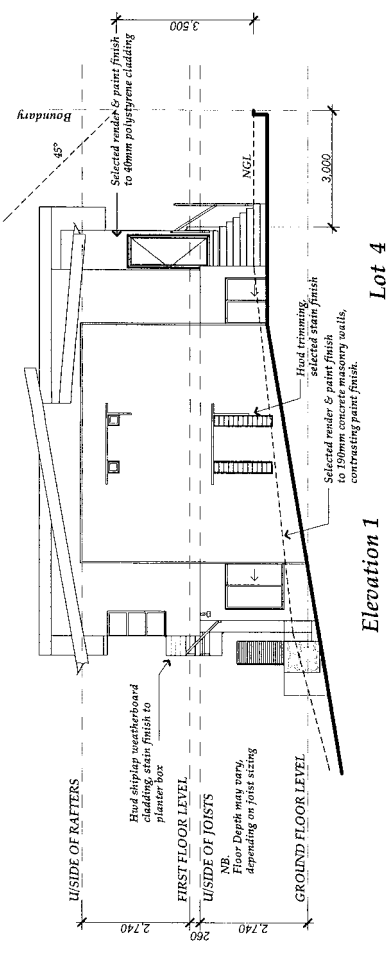 Boundary
45°
3,500
Selected render & paint finish
to 40mm polystyrene cladding
NGL
3,000
Hwd trimming,
selected stain finish
Selected render & paint finish
to 190mm concrete masonry walls,
contrasting paint finish.
Hwd shiplap weatherboard
cladding, stain finish to
planter box
U/SIDE OF RAFTERS
FIRST FLOOR LEVEL
U/SIDE OF JOISTS
NB.
Floor Depth may vary,
depending on joist sizing
GROUND FLOOR LEVEL
2,740
260
2,740
Elevation 1
Lot 4